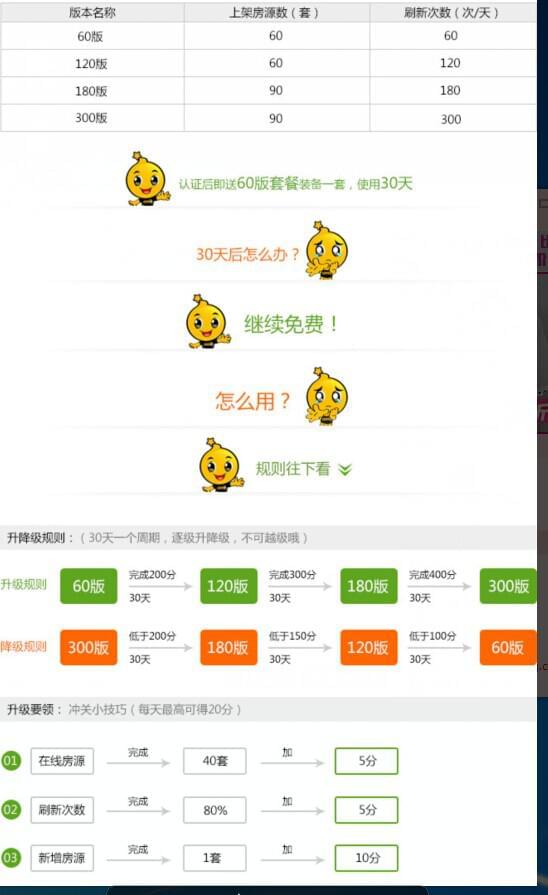 版本名称 上架房源数（套） 刷新次数（次/天）
60版 60 60
120版 60 120
180版 90 180
300版 90 300
认证后即送60版套餐装备一套，使用30天
30天后怎么办？
继续免费！
怎么用？
规则往下看
升降级规则：（30天一个周期，逐级升降级，不可越级哦）
升级规则 60版 完成200分 30天 120版 完成300分 30天 180版 完成400分 30天 300版
降级规则 300版 低于200分 30天 180版 低于150分 30天 120版 低于100分 30天 60版
升级要领： 冲关小技巧（每天最高可得20分）
01 在线房源 完成 40套 加 5分
02 刷新次数 完成 80% 加 5分
03 新增房源 完成 1套 加 10分